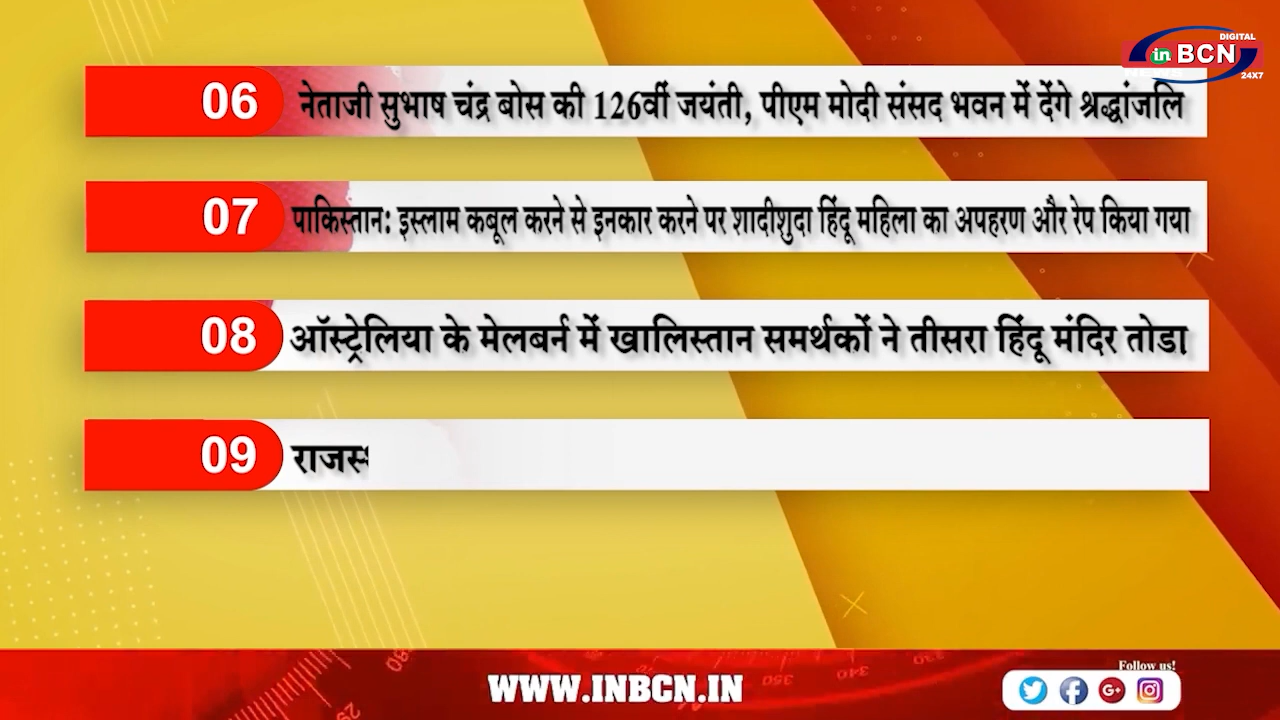 DIGITAL
in BCN
24X7
06 नेताजी सुभाष चंद्र बोस की 126वीं जयंती, पीएम मोदी संसद भवन में देंगे श्रद्धांजलि
07 पाकिस्तान: इस्लाम कबूल करने से इनकार करने पर शादीशुदा हिंदू महिला का अपहरण और रेप किया गया
08 ऑस्ट्रेलिया के मेलबर्न में खालिस्तान समर्थकों ने तीसरा हिंदू मंदिर तोडा
09
Follow us!
WWW.INBCN.IN